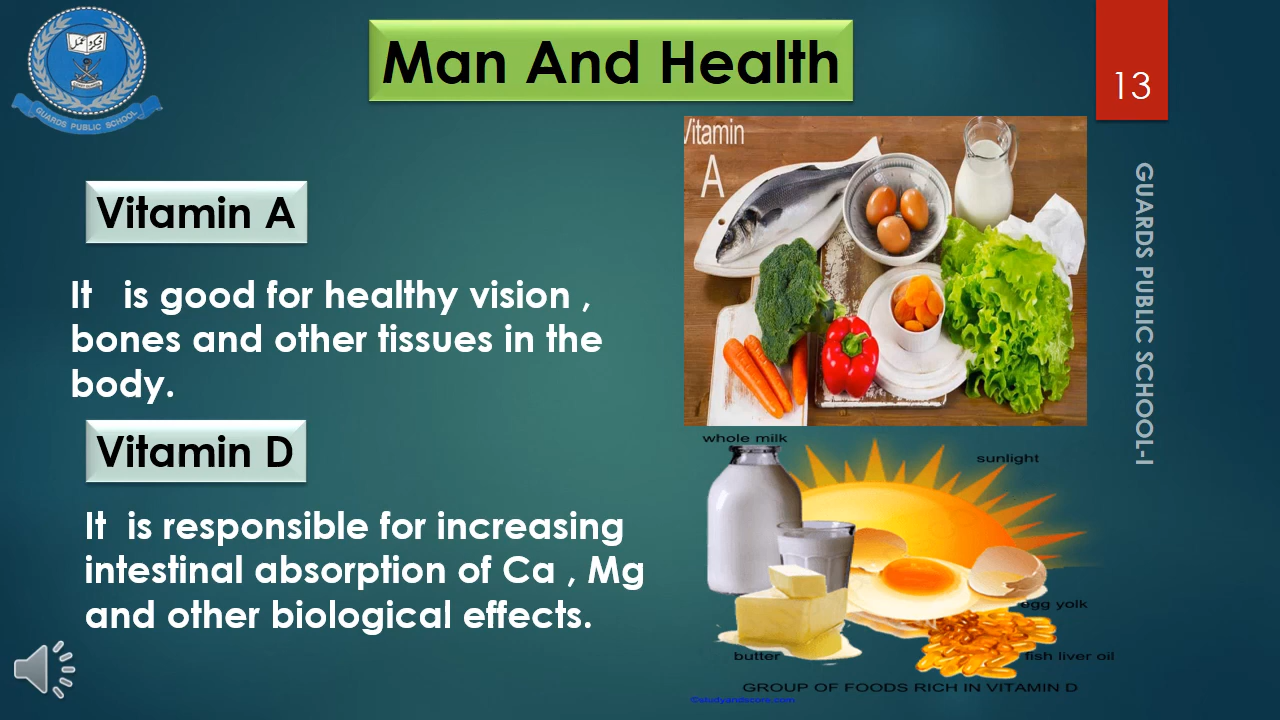 Man And Health
13
GUARDS PUBLIC SCHOOL
Vitamin A
It is good for healthy vision ,
bones and other tissues in the
body.
Vitamin
A
GUARDS PUBLIC SCHOOL-I
Vitamin D
It is responsible for increasing
intestinal absorption of Ca , Mg
and other biological effects.
whole milk
sunlight
egg yolk
butter
fish liver oil
GROUP OF FOODS RICH IN VITAMIN D
©studyandscore.com